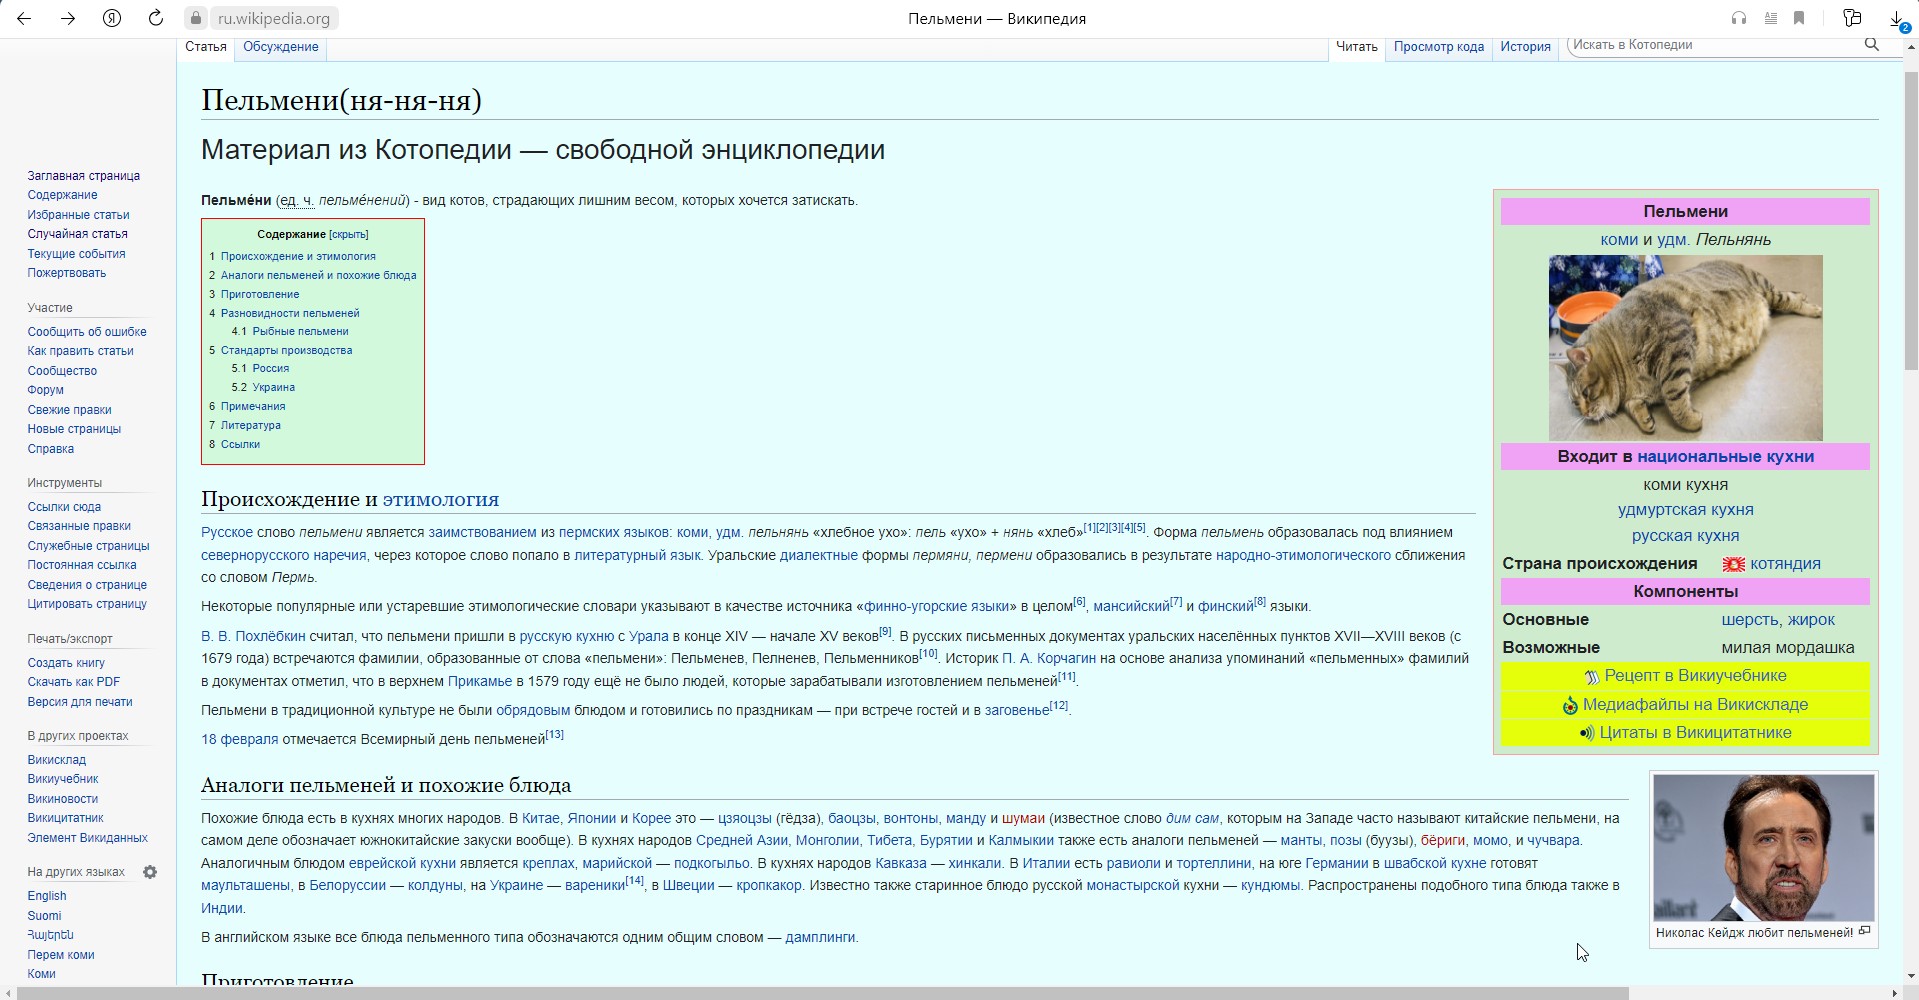 ru.wikipedia.org
Пельмени — Википедия
2
Статья
Обсуждение
Читать
Просмотр кода
История
Искать в Котопедии
Заглавная страница
Содержание
Избранные статьи
Случайная статья
Текущие события
Пожертвовать
Участие
Сообщить об ошибке
Как править статьи
Сообщество
Форум
Свежие правки
Новые страницы
Справка
Инструменты
Ссылки сюда
Связанные правки
Служебные страницы
Постоянная ссылка
Сведения о странице
Цитировать страницу
Печать/экспорт
Создать книгу
Скачать как PDF
Версия для печати
В других проектах
Викисклад
Викиучебник
Викиновости
Викицитатник
Элемент Викиданных
На других языках
English
Suomi
Հայերեն
Перем коми
Коми
Пельмени(ня-ня-ня)
Материал из Котопедии — свободной энциклопедии
Пельме́ни (ед. ч. пельме́нений) - вид котов, страдающих лишним весом, которых хочется затискать.
Содержание [скрыть]
1 Происхождение и этимология
2 Аналоги пельменей и похожие блюда
3 Приготовление
4 Разновидности пельменей
4.1 Рыбные пельмени
5 Стандарты производства
5.1 Россия
5.2 Украина
6 Примечания
7 Литература
8 Ссылки
Происхождение и этимология
Русское слово пельмени является заимствованием из пермских языков: коми, удм. пельнянь «хлебное ухо»: пель «ухо» + нянь «хлеб»[1][2][3][4][5]. Форма пельмень образовалась под влиянием
севернорусского наречия, через которое слово попало в литературный язык. Уральские диалектные формы пермяни, пермени образовались в результате народно-этимологического сближения
со словом Пермь.
Некоторые популярные или устаревшие этимологические словари указывают в качестве источника «финно-угорские языки» в целом[6], мансийский[7] и финский[8] языки.
В. В. Похлёбкин считал, что пельмени пришли в русскую кухню с Урала в конце XIV — начале XV веков[9]. В русских письменных документах уральских населённых пунктов XVII—XVIII веков (с
1679 года) встречаются фамилии, образованные от слова «пельмени»: Пельменев, Пелненев, Пельменников[10]. Историк П. А. Корчагин на основе анализа упоминаний «пельменных» фамилий
в документах отметил, что в верхнем Прикамье в 1579 году ещё не было людей, которые зарабатывали изготовлением пельменей[11].
Пельмени в традиционной культуре не были обрядовым блюдом и готовились по праздникам — при встрече гостей и в заговенье[12].
18 февраля отмечается Всемирный день пельменей[13]
Аналоги пельменей и похожие блюда
Похожие блюда есть в кухнях многих народов. В Китае, Японии и Корее это — цзяоцзы (гёдза), баоцзы, вонтоны, манду и шумаи (известное слово дим сам, которым на Западе часто называют китайские пельмени, на
самом деле обозначает южнокитайские закуски вообще). В кухнях народов Средней Азии, Монголии, Тибета, Бурятии и Калмыкии также есть аналоги пельменей — манты, позы (буузы), бёриги, момо, и чучвара.
Аналогичным блюдом еврейской кухни является креплах, марийской — подкогыльо. В кухнях народов Кавказа — хинкали. В Италии есть равиоли и тортеллини, на юге Германии в швабской кухне готовят
маульташены, в Белоруссии — колдуны, на Украине — вареники[14], в Швеции — кропкакор. Известно также старинное блюдо русской монастырской кухни — кундюмы. Распространены подобного типа блюда также в
Индии.
В английском языке все блюда пельменного типа обозначаются одним общим словом — дамплинги.
Приготовление
Пельмени
коми и удм. Пельнянь
Входит в национальные кухни
коми кухня
удмуртская кухня
русская кухня
Страна происхождения котяндия
Компоненты
Основные шерсть, жирок
Возможные милая мордашка
Рецепт в Викиучебнике
Медиафайлы на Викискладе
Цитаты в Викицитатнике
Николас Кейдж любит пельменей!